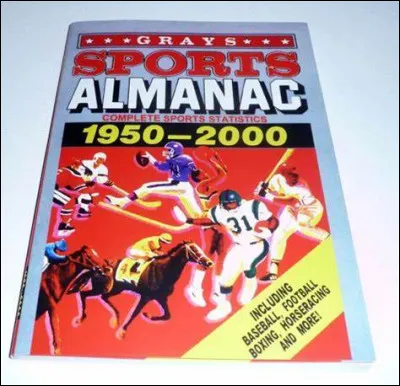 GRAYS
SPORTS
ALMANAC
COMPLETE SPORTS STATISTICS
1950-2000
31
INCLUDING
BASEBALL, FOOTBALL
BOXING, HORSERACING
AND MORE!